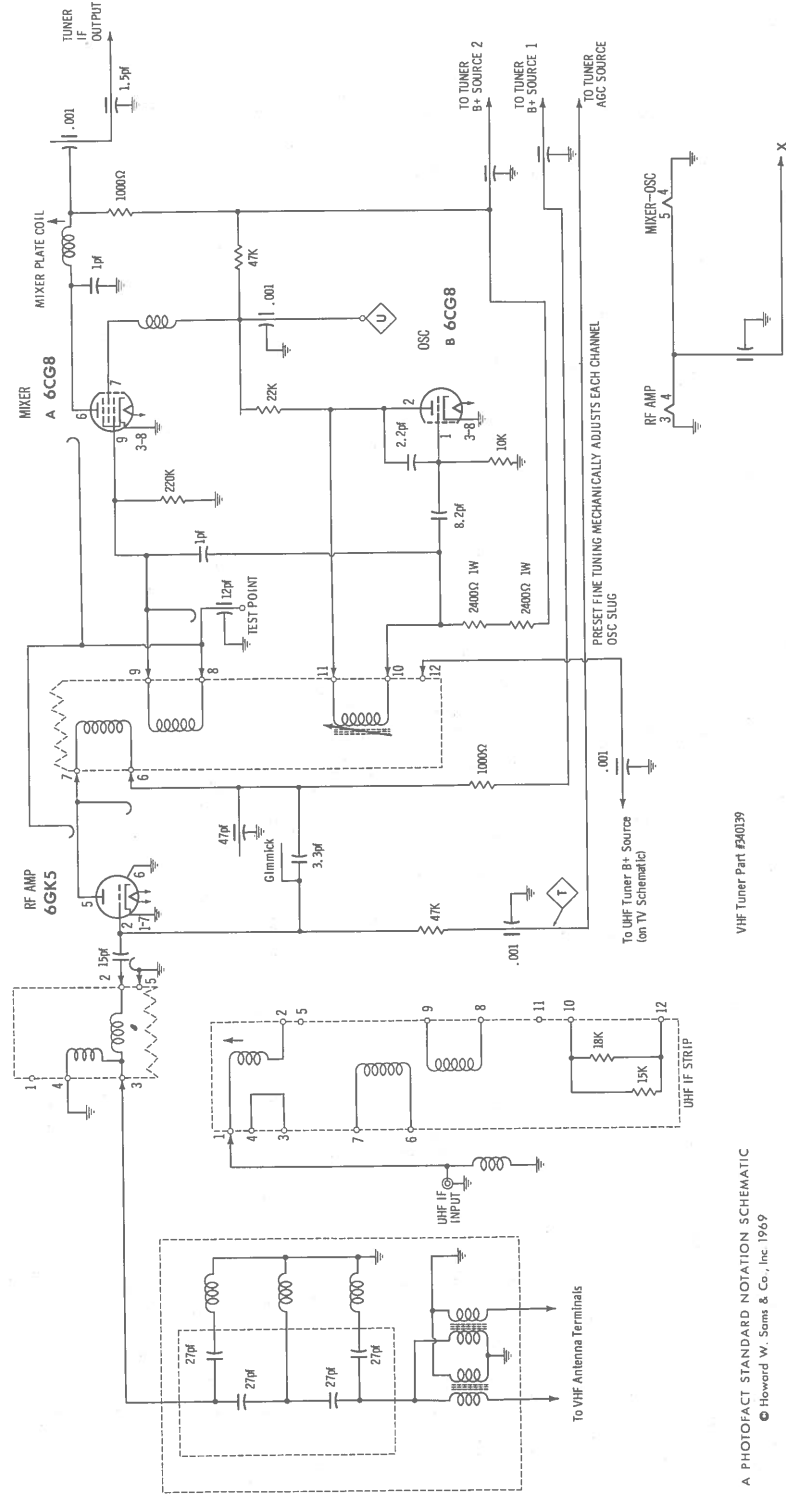 TUNER
IF
OUTPUT
1.5pf
.001
1000Ω
MIXER PLATE COIL
1pf
47K
.001
U
MIXER
A 6CG8
6
7
9
3-8
220K
22K
OSC
B 6CG8
2
1
3-8
2.2pf
10K
8.2pf
1pf
12pf
TEST POINT
2400Ω 1W
2400Ω 1W
TO TUNER
B+ SOURCE 2
TO TUNER
B+ SOURCE 1
TO TUNER
AGC SOURCE
PRESET FINE TUNING MECHANICALLY ADJUSTS EACH CHANNEL
OSC SLUG
9
8
11
10
12
7
6
RF AMP
6GK5
5
6
2
1-7
15pf
2
5
47pf
Gimmick
3.3pf
1000Ω
47K
.001
T
.001
To UHF Tuner B+ Source
(on TV Schematic)
1
4
3
1
4
3
7
6
2
5
9
8
11
10
12
18K
15K
UHF IF STRIP
UHF IF
INPUT
27pf
27pf
27pf
27pf
To VHF Antenna Terminals
RF AMP
3 4
MIXER-OSC
5 4
X
VHF Tuner Part #340139
A PHOTOFACT STANDARD NOTATION SCHEMATIC
© Howard W. Sams & Co., Inc. 1969